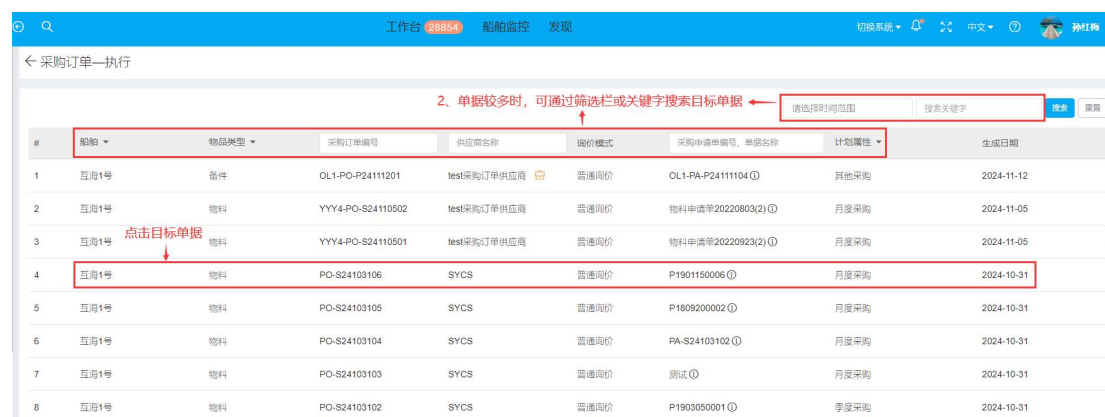 工作台 28854 船舶监控 发现 切换系统 中文 孙红梅
← 采购订单—执行
2、单据较多时，可通过筛选栏或关键字搜索目标单据 请选择时间范围 搜索关键字 搜索 重置
# 船舶 物品类型 采购订单编号 供应商名称 询价模式 采购申请单编号、单据名称 计划属性 生成日期
1 互海1号 备件 OL1-PO-P24111201 test采购订单供应商 普通询价 OL1-PA-P24111104 其他采购 2024-11-12
2 互海1号 物料 YYY4-PO-S24110502 test采购订单供应商 普通询价 物料申请单20220803(2) 月度采购 2024-11-05
3 互海1号 物料 YYY4-PO-S24110501 test采购订单供应商 普通询价 物料申请单20220923(2) 月度采购 2024-11-05
点击目标单据
4 互海1号 物料 PO-S24103106 SYCS 普通询价 P1901150006 月度采购 2024-10-31
5 互海1号 物料 PO-S24103105 SYCS 普通询价 P1809200002 月度采购 2024-10-31
6 互海1号 物料 PO-S24103104 SYCS 普通询价 PA-S24103102 月度采购 2024-10-31
7 互海1号 物料 PO-S24103103 SYCS 普通询价 测试 月度采购 2024-10-31
8 互海1号 物料 PO-S24103102 SYCS 普通询价 P1903050001 季度采购 2024-10-31